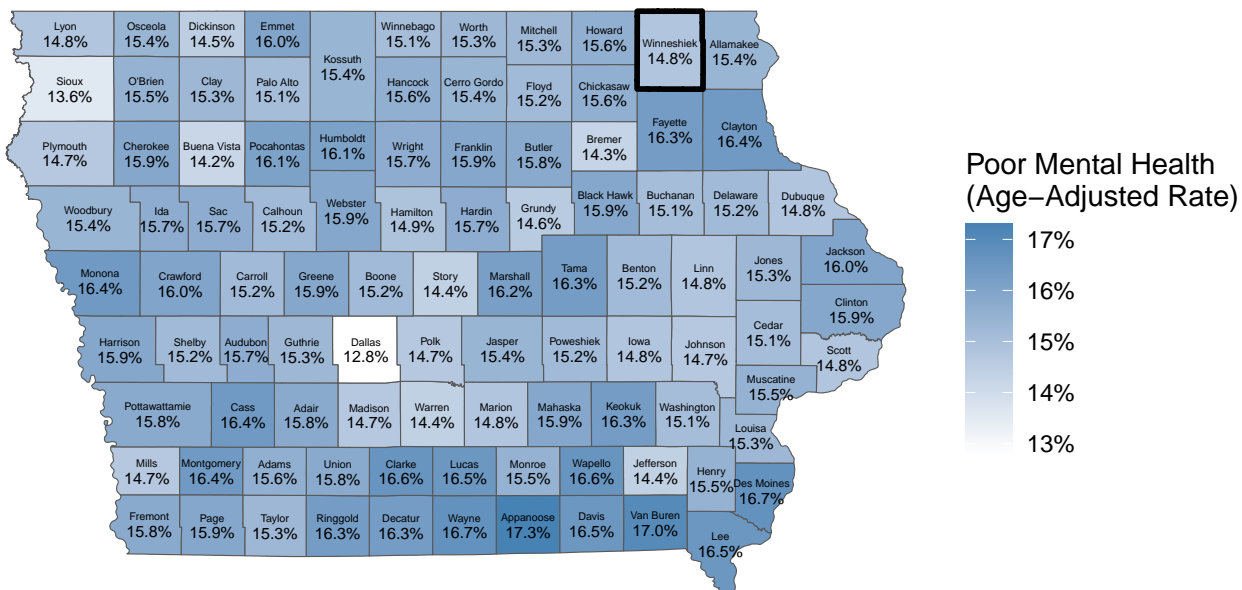 Lyon
14.8%
Osceola
15.4%
Dickinson
14.5%
Emmet
16.0%
Kossuth
15.4%
Winnebago
15.1%
Worth
15.3%
Mitchell
15.3%
Howard
15.6%
Winneshiek
14.8%
Allamakee
15.4%
Sioux
13.6%
O'Brien
15.5%
Clay
15.3%
Palo Alto
15.1%
Hancock
15.6%
Cerro Gordo
15.4%
Floyd
15.2%
Chickasaw
15.6%
Fayette
16.3%
Clayton
16.4%
Plymouth
14.7%
Cherokee
15.9%
Buena Vista
14.2%
Pocahontas
16.1%
Humboldt
16.1%
Wright
15.7%
Franklin
15.9%
Butler
15.8%
Bremer
14.3%
Woodbury
15.4%
Ida
15.7%
Sac
15.7%
Calhoun
15.2%
Webster
15.9%
Hamilton
14.9%
Hardin
15.7%
Grundy
14.6%
Black Hawk
15.9%
Buchanan
15.1%
Delaware
15.2%
Dubuque
14.8%
Monona
16.4%
Crawford
16.0%
Carroll
15.2%
Greene
15.9%
Boone
15.2%
Story
14.4%
Marshall
16.2%
Tama
16.3%
Benton
15.2%
Linn
14.8%
Jones
15.3%
Jackson
16.0%
Clinton
15.9%
Harrison
15.9%
Shelby
15.2%
Audubon
15.7%
Guthrie
15.3%
Dallas
12.8%
Polk
14.7%
Jasper
15.4%
Poweshiek
15.2%
Iowa
14.8%
Johnson
14.7%
Cedar
15.1%
Scott
14.8%
Muscatine
15.5%
Pottawattamie
15.8%
Cass
16.4%
Adair
15.8%
Madison
14.7%
Warren
14.4%
Marion
14.8%
Mahaska
15.9%
Keokuk
16.3%
Washington
15.1%
Louisa
15.3%
Mills
14.7%
Montgomery
16.4%
Adams
15.6%
Union
15.8%
Clarke
16.6%
Lucas
16.5%
Monroe
15.5%
Wapello
16.6%
Jefferson
14.4%
Henry
15.5%
Des Moines
16.7%
Fremont
15.8%
Page
15.9%
Taylor
15.3%
Ringgold
16.3%
Decatur
16.3%
Wayne
16.7%
Appanoose
17.3%
Davis
16.5%
Van Buren
17.0%
Lee
16.5%
Poor Mental Health
(Age−Adjusted Rate)
17%
16%
15%
14%
13%